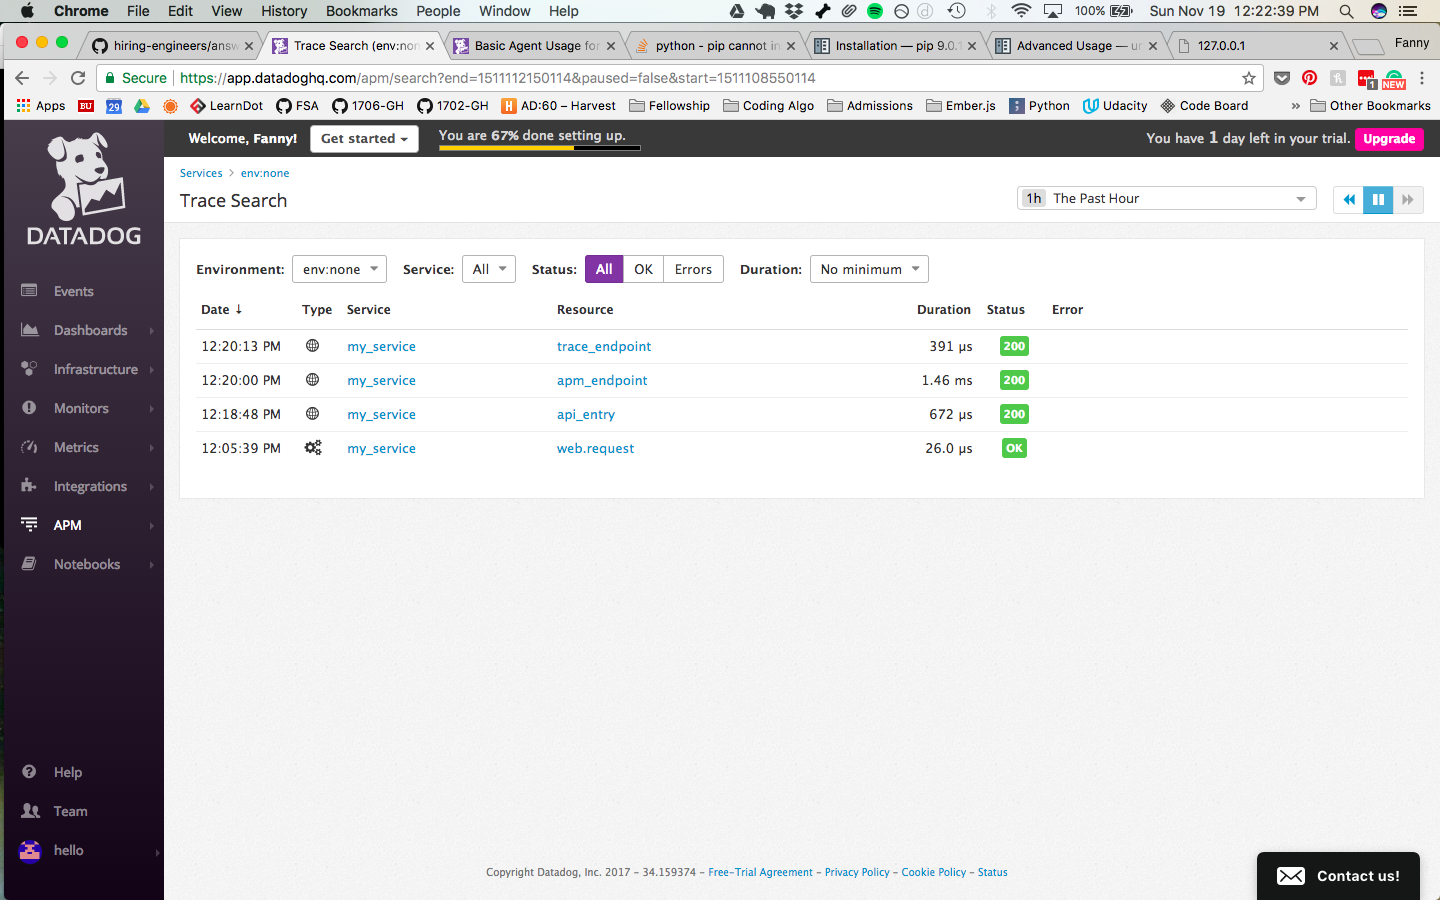 Chrome File Edit View History Bookmarks People Window Help 100% Sun Nov 19 12:22:39 PM
hiring-engineers/answ Trace Search (env:non Basic Agent Usage for python - pip cannot in Installation — pip 9.0.1 Advanced Usage — ur 127.0.0.1 Fanny
Secure https://app.datadoghq.com/apm/search?end=1511112150114&paused=false&start=1511108550114 1 NEW
Apps BU 29 LearnDot FSA 1706-GH 1702-GH AD:60 – Harvest Fellowship Coding Algo Admissions Ember.js Python Udacity Code Board » Other Bookmarks
Welcome, Fanny! Get started You are 67% done setting up. You have 1 day left in your trial. Upgrade
DATADOG
Services > env:none
Trace Search
1h The Past Hour
Environment: env:none Service: All Status: All OK Errors Duration: No minimum
Date ↓ Type Service Resource Duration Status Error
12:20:13 PM my_service trace_endpoint 391 µs 200
12:20:00 PM my_service apm_endpoint 1.46 ms 200
12:18:48 PM my_service api_entry 672 µs 200
12:05:39 PM my_service web.request 26.0 µs OK
Events
Dashboards
Infrastructure
Monitors
Metrics
Integrations
APM
Notebooks
Help
Team
hello
Copyright Datadog, Inc. 2017 – 34.159374 – Free-Trial Agreement – Privacy Policy – Cookie Policy – Status
Contact us!